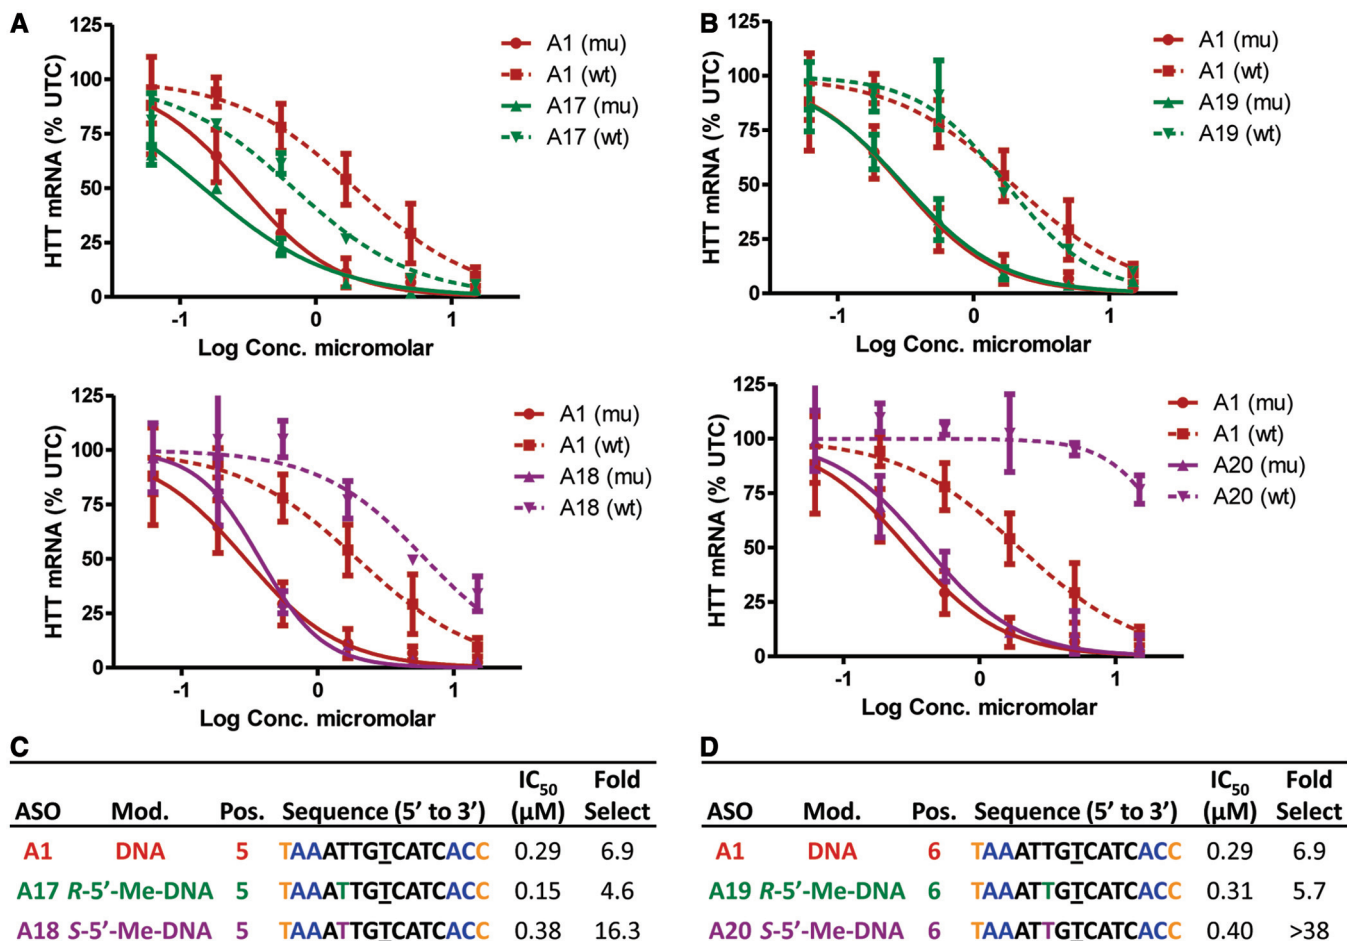 A
125
100
75
50
25
0
HTT mRNA (% UTC)
-1 0 1
Log Conc. micromolar
A1 (mu)
A1 (wt)
A17 (mu)
A17 (wt)
B
125
100
75
50
25
0
HTT mRNA (% UTC)
-1 0 1
Log Conc. micromolar
A1 (mu)
A1 (wt)
A19 (mu)
A19 (wt)
125
100
75
50
25
0
HTT mRNA (% UTC)
-1 0 1
Log Conc. micromolar
A1 (mu)
A1 (wt)
A18 (mu)
A18 (wt)
125
100
75
50
25
0
HTT mRNA (% UTC)
-1 0 1
Log Conc. micromolar
A1 (mu)
A1 (wt)
A20 (mu)
A20 (wt)
C
IC50 Fold
ASO Mod. Pos. Sequence (5’ to 3’) (µM) Select
A1 DNA 5 TAAATTGTCATCACC 0.29 6.9
A17 R-5’-Me-DNA 5 TAAATTGTCATCACC 0.15 4.6
A18 S-5’-Me-DNA 5 TAAATTGTCATCACC 0.38 16.3
D
IC50 Fold
ASO Mod. Pos. Sequence (5’ to 3’) (µM) Select
A1 DNA 6 TAAATTGTCATCACC 0.29 6.9
A19 R-5’-Me-DNA 6 TAAATTGTCATCACC 0.31 5.7
A20 S-5’-Me-DNA 6 TAAATTGTCATCACC 0.40 >38